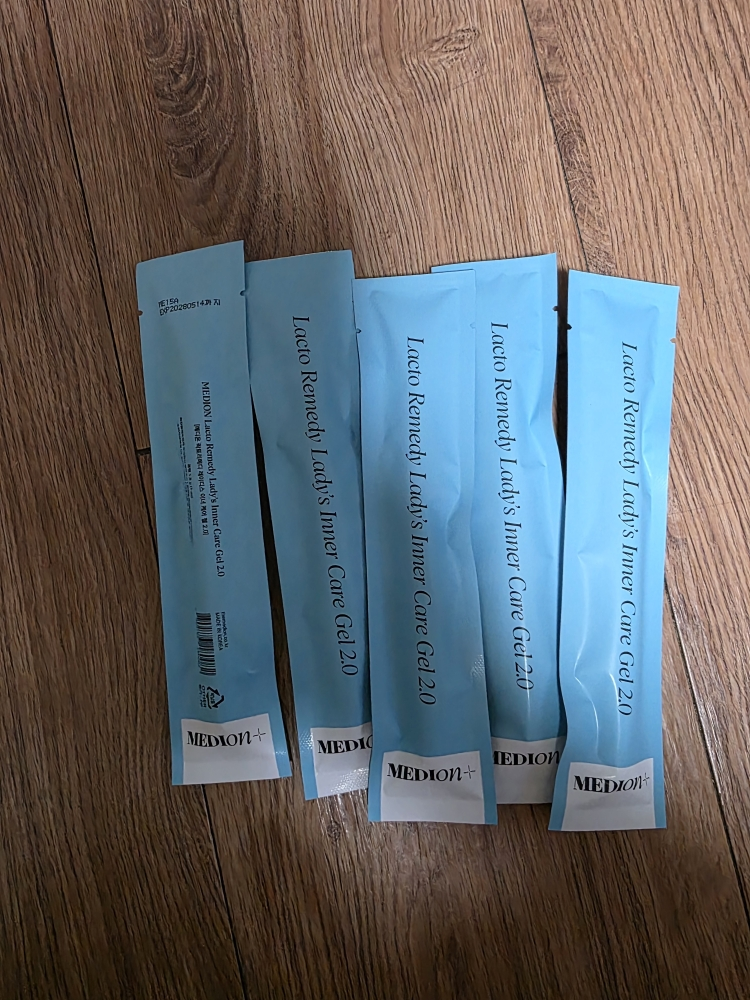 YE15A
EXP20280514까지
MEDION Lacto Remedy Lady's Inner Care Gel 2.0
MADE IN KOREA
MEDION+
Lacto Remedy Lady's Inner Care Gel 2.0
MEDIO
Lacto Remedy Lady's Inner Care Gel 2.0
MEDION+
Lacto Remedy Lady's Inner Care Gel 2.0
MEDION
Lacto Remedy Lady's Inner Care Gel 2.0
MEDION+